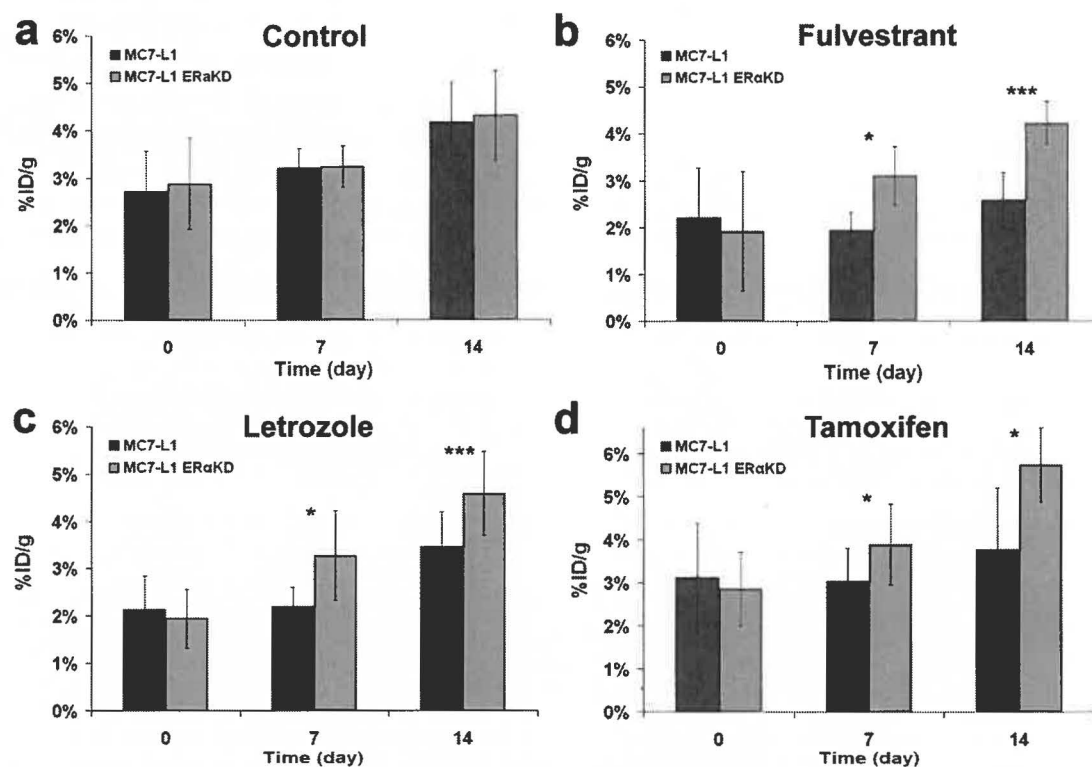 a Control
6%
MC7-L1
MC7-L1 ERaKD
5%
4%
3%
2%
1%
0%
%ID/g
0 7 14
Time (day)
b Fulvestrant
6%
MC7-L1
MC7-L1 ERαKD
5%
***
4%
*
3%
2%
1%
0%
%ID/g
0 7 14
Time (day)
c Letrozole
6%
MC7-L1
MC7-L1 ERαKD
***
5%
*
4%
3%
2%
1%
0%
%ID/g
0 7 14
Time (day)
d Tamoxifen
MC7-L1
*
6%
MC7-L1 ERαKD
5%
*
4%
3%
2%
1%
0%
%ID/g
0 7 14
Time (day)